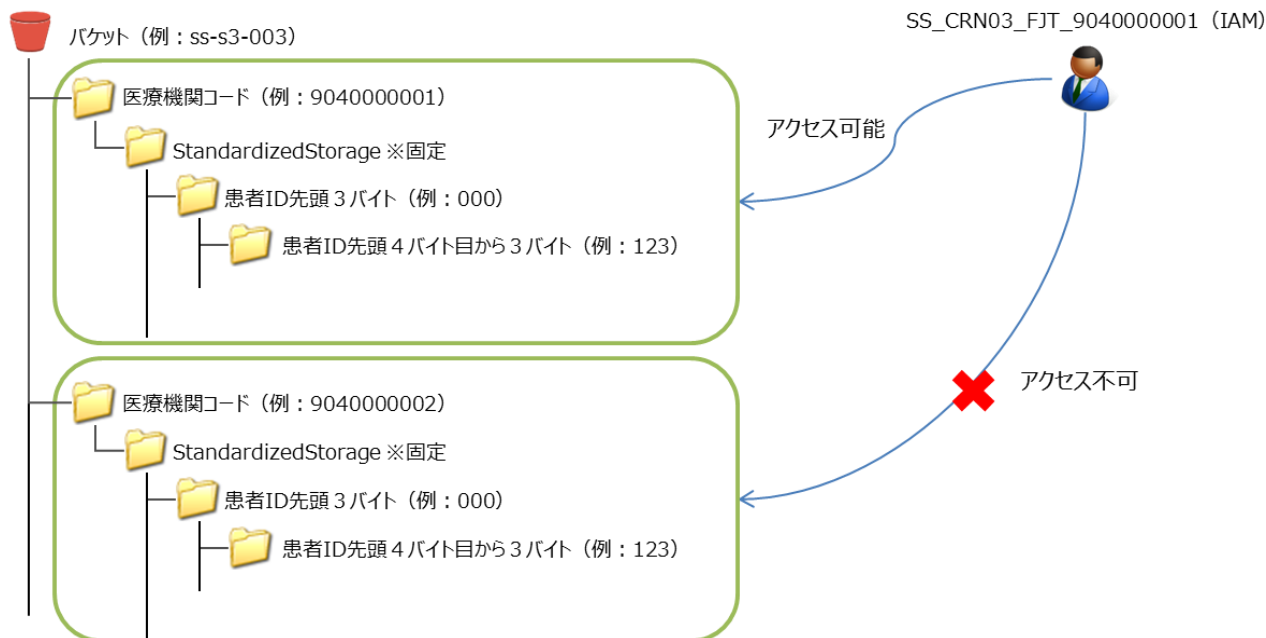 SS_CRN03_FJT_9040000001（IAM）
バケット（例：ss-s3-003）
医療機関コード（例：9040000001）
アクセス可能
StandardizedStorage ※固定
患者ID先頭３バイト（例：000）
患者ID先頭４バイト目から３バイト（例：123）
アクセス不可
医療機関コード（例：9040000002）
StandardizedStorage ※固定
患者ID先頭３バイト（例：000）
患者ID先頭４バイト目から３バイト（例：123）